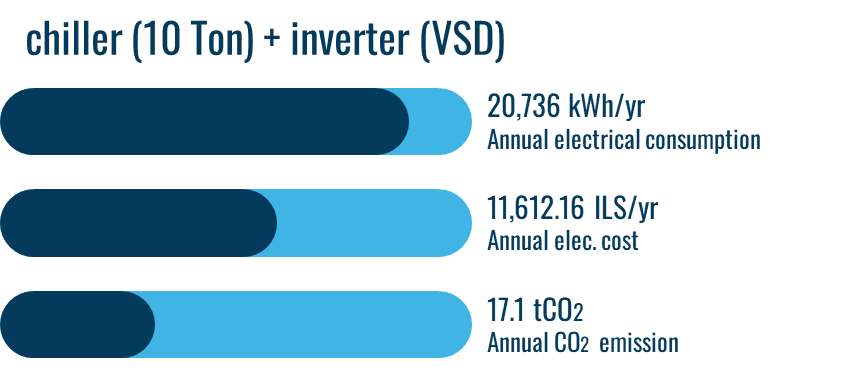 chiller (10 Ton) + inverter (VSD)
20,736 kWh/yr
Annual electrical consumption
11,612.16 ILS/yr
Annual elec. cost
17.1 tCO2
Annual CO2 emission